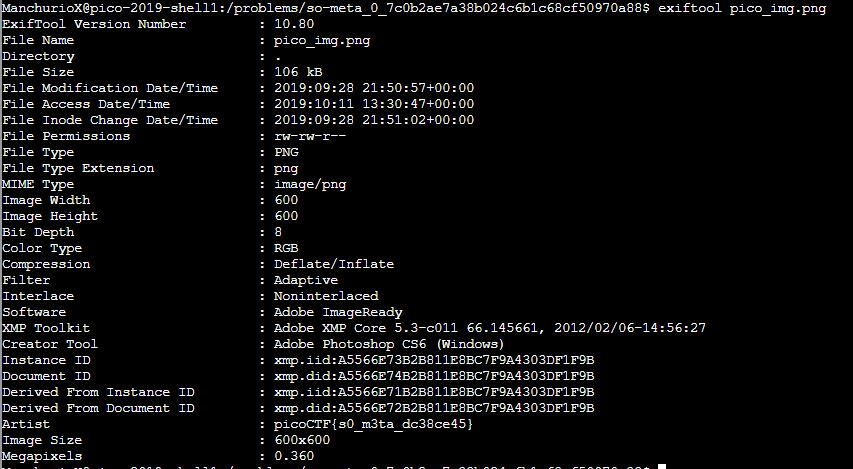 ManchurioX@pico-2019-shell1:/problems/so-meta_0_7c0b2ae7a38b024c6b1c68cf50970a88$ exiftool pico_img.png
ExifTool Version Number : 10.80
File Name : pico_img.png
Directory : .
File Size : 106 kB
File Modification Date/Time : 2019:09:28 21:50:57+00:00
File Access Date/Time : 2019:10:11 13:30:47+00:00
File Inode Change Date/Time : 2019:09:28 21:51:02+00:00
File Permissions : rw-rw-r--
File Type : PNG
File Type Extension : png
MIME Type : image/png
Image Width : 600
Image Height : 600
Bit Depth : 8
Color Type : RGB
Compression : Deflate/Inflate
Filter : Adaptive
Interlace : Noninterlaced
Software : Adobe ImageReady
XMP Toolkit : Adobe XMP Core 5.3-c011 66.145661, 2012/02/06-14:56:27
Creator Tool : Adobe Photoshop CS6 (Windows)
Instance ID : xmp.iid:A5566E73B2B811E8BC7F9A4303DF1F9B
Document ID : xmp.did:A5566E74B2B811E8BC7F9A4303DF1F9B
Derived From Instance ID : xmp.iid:A5566E71B2B811E8BC7F9A4303DF1F9B
Derived From Document ID : xmp.did:A5566E72B2B811E8BC7F9A4303DF1F9B
Artist : picoCTF{s0_m3ta_dc38ce45}
Image Size : 600x600
Megapixels : 0.360